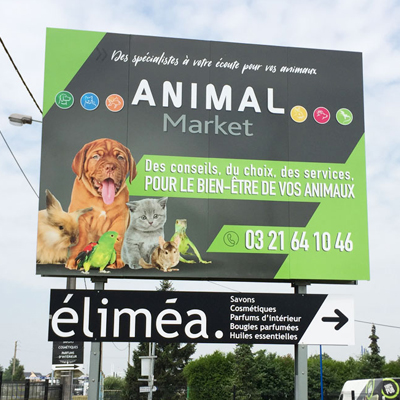 Des spécialistes à votre écoute pour vos animaux
ANIMAL
Market
Des conseils, du choix, des services,
POUR LE BIEN-ÊTRE DE VOS ANIMAUX
03 21 64 10 46
éliméa.
Savons
Cosmétiques
Parfums d'intérieur
Bougies parfumées
Huiles essentielles
COSMÉTIQUES